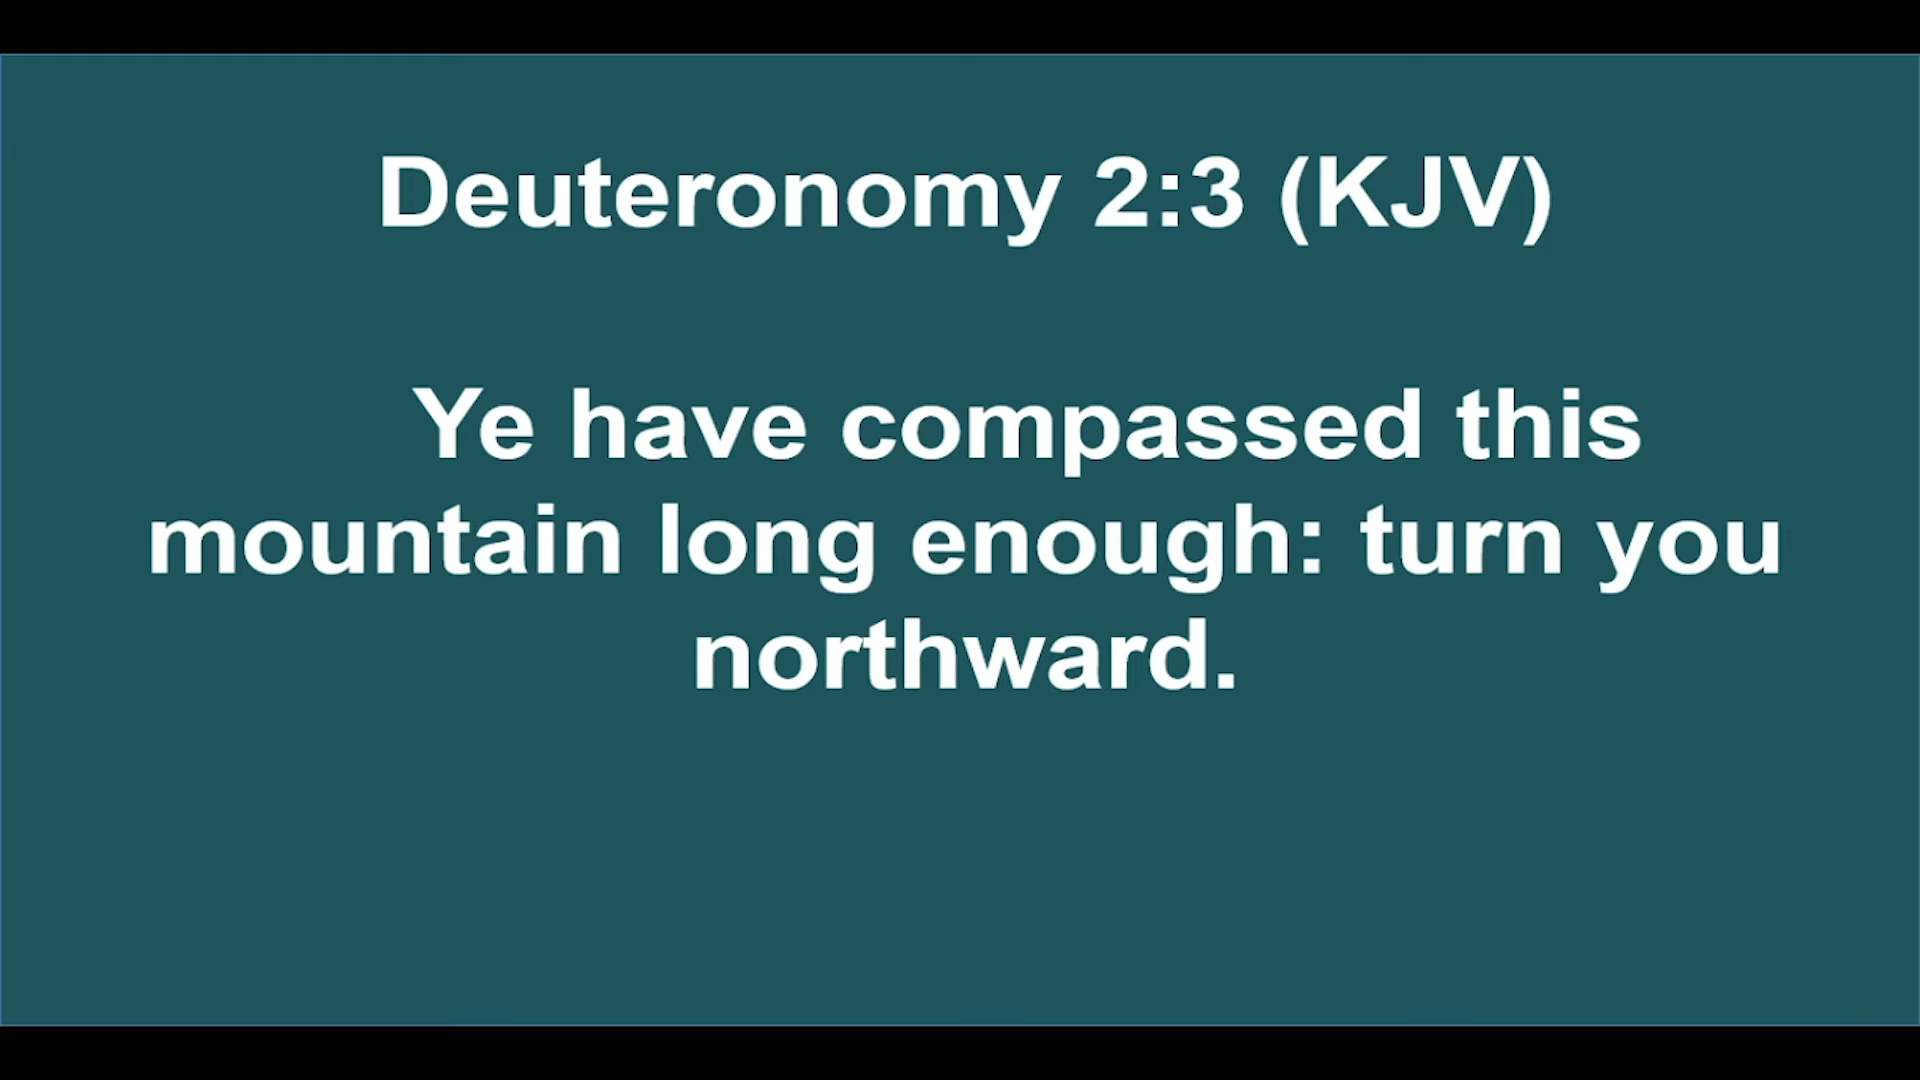 Deuteronomy 2:3 (KJV)
Ye have compassed this
mountain long enough: turn you
northward.